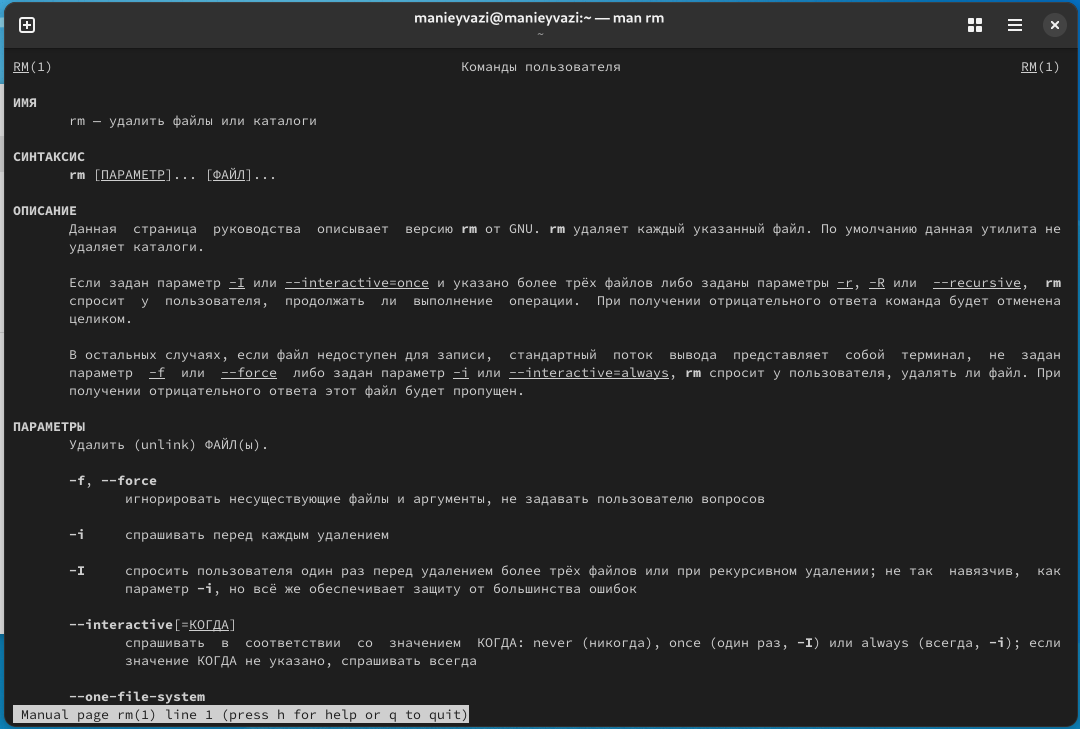 manieyvazi@manieyvazi:~ — man rm
~
RM(1) Команды пользователя RM(1)
ИМЯ
rm — удалить файлы или каталоги
СИНТАКСИС
rm [ПАРАМЕТР]... [ФАЙЛ]...
ОПИСАНИЕ
Данная страница руководства описывает версию rm от GNU. rm удаляет каждый указанный файл. По умолчанию данная утилита не
удаляет каталоги.
Если задан параметр -I или --interactive=once и указано более трёх файлов либо заданы параметры -r, -R или --recursive, rm
спросит у пользователя, продолжать ли выполнение операции. При получении отрицательного ответа команда будет отменена
целиком.
В остальных случаях, если файл недоступен для записи, стандартный поток вывода представляет собой терминал, не задан
параметр -f или --force либо задан параметр -i или --interactive=always, rm спросит у пользователя, удалять ли файл. При
получении отрицательного ответа этот файл будет пропущен.
ПАРАМЕТРЫ
Удалить (unlink) ФАЙЛ(ы).
-f, --force
игнорировать несуществующие файлы и аргументы, не задавать пользователю вопросов
-i спрашивать перед каждым удалением
-I спросить пользователя один раз перед удалением более трёх файлов или при рекурсивном удалении; не так навязчив, как
параметр -i, но всё же обеспечивает защиту от большинства ошибок
--interactive[=КОГДА]
спрашивать в соответствии со значением КОГДА: never (никогда), once (один раз, -I) или always (всегда, -i); если
значение КОГДА не указано, спрашивать всегда
--one-file-system
Manual page rm(1) line 1 (press h for help or q to quit)